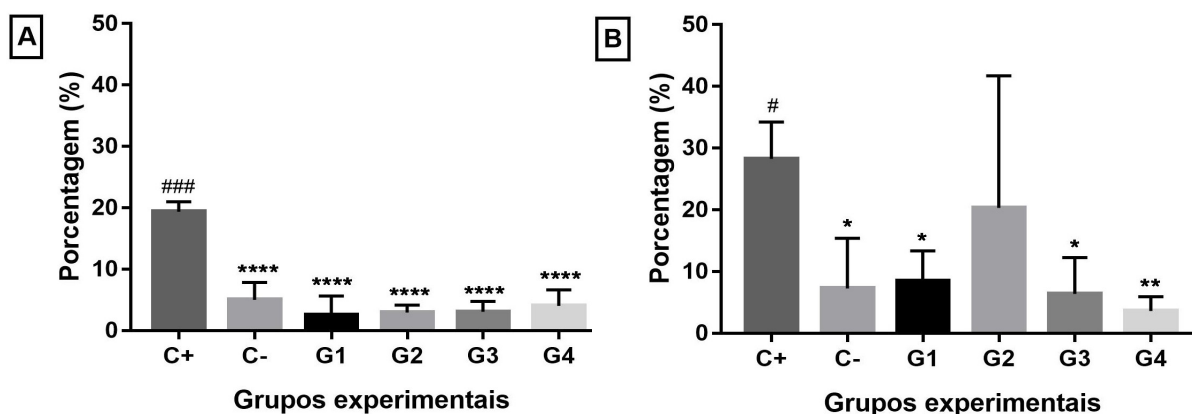 A
Porcentagem (%)
50
40
30
20
10
0
###
****
****
****
****
****
C+ C- G1 G2 G3 G4
Grupos experimentais
B
Porcentagem (%)
50
40
30
20
10
0
#
*
*
*
**
C+ C- G1 G2 G3 G4
Grupos experimentais